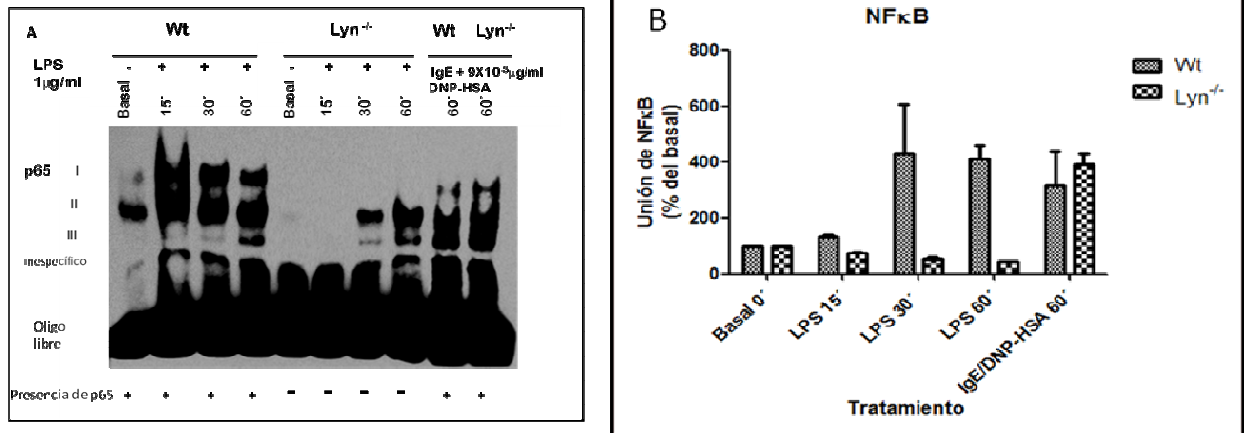 A
Wt
Lyn-/-
Wt
Lyn-/-
LPS
1µg/ml
-
+
+
+
-
+
+
+
IgE + 9X10-3µg/ml
DNP-HSA
Basal
15´
30´
60´
Basal
15´
30´
60´
60´
60´
p65
I
II
III
Inespecífico
Oligo
libre
Presencia de p65
+
+
+
+
-
-
-
-
+
+
B
NFκB
800
600
400
200
0
Unión de NFκB
(% del basal)
Wt
Lyn-/-
Basal 0´
LPS 15´
LPS 30´
LPS 60´
IgE/DNP-HSA 60´
Tratamiento